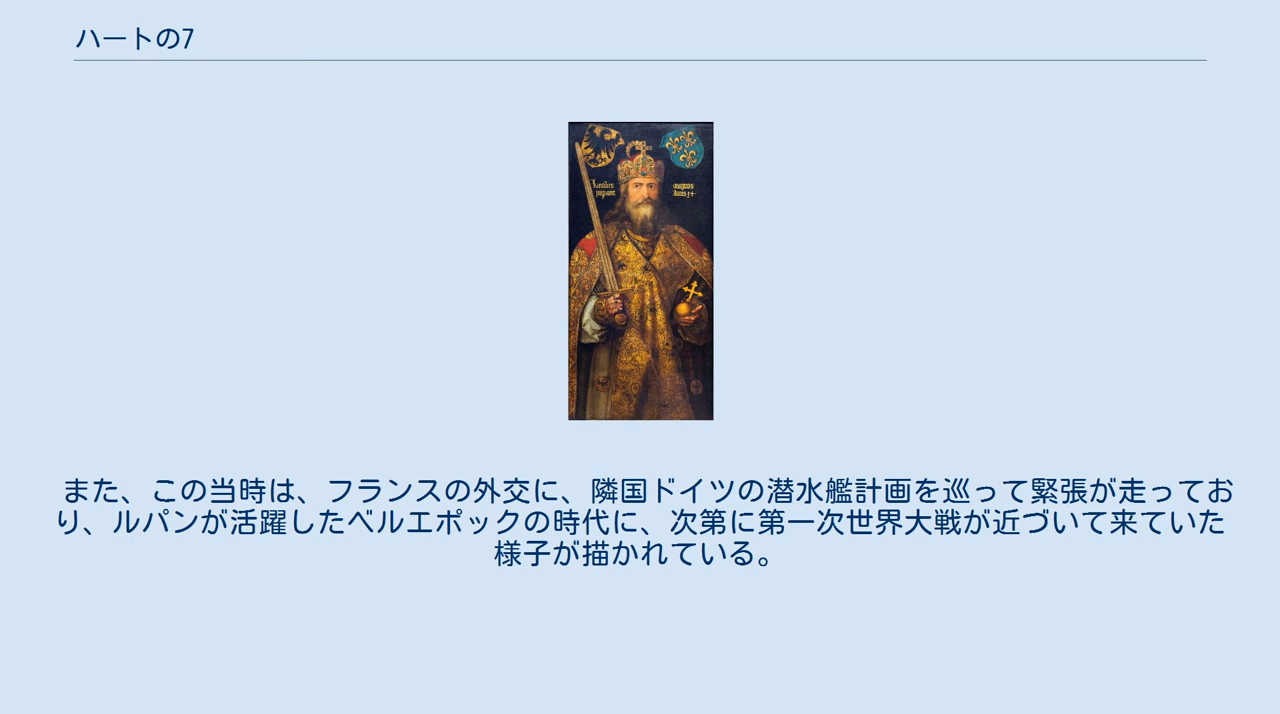 ハートの7
また、この当時は、フランスの外交に、隣国ドイツの潜水艦計画を巡って緊張が走ってお
り、ルパンが活躍したベルエポックの時代に、次第に第一次世界大戦が近づいて来ていた
様子が描かれている。